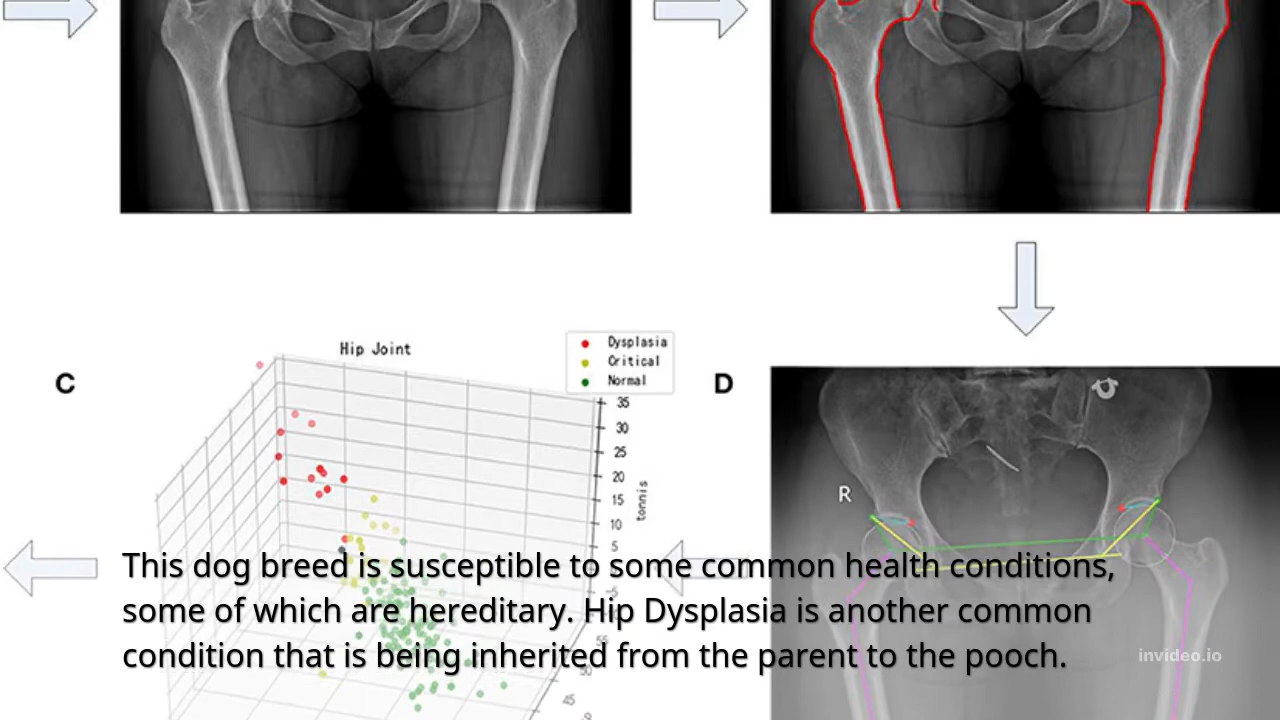 Hip Joint
Dysplasia
Critical
Normal
C
D
35
30
25
20
15
10
5
tonnis
R
This dog breed is susceptible to some common health conditions,
some of which are hereditary. Hip Dysplasia is another common
condition that is being inherited from the parent to the pooch.
invideo.io
50
45